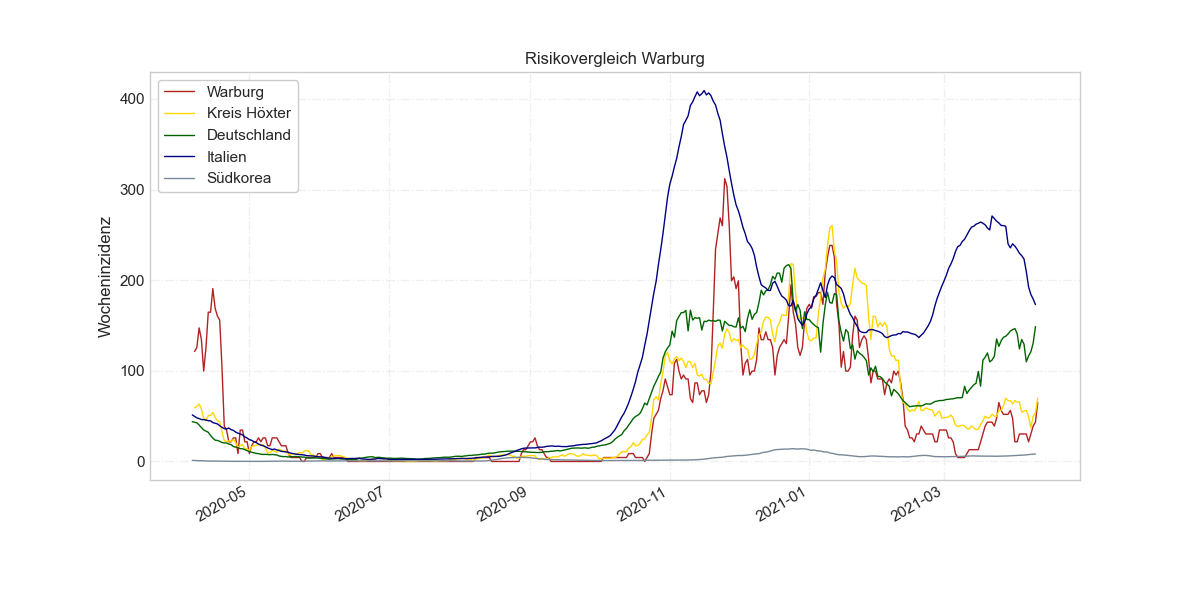 Risikovergleich Warburg
Warburg
Kreis Höxter
Deutschland
Italien
Südkorea
Wocheninzidenz
400
300
200
100
0
2020-05
2020-07
2020-09
2020-11
2021-01
2021-03